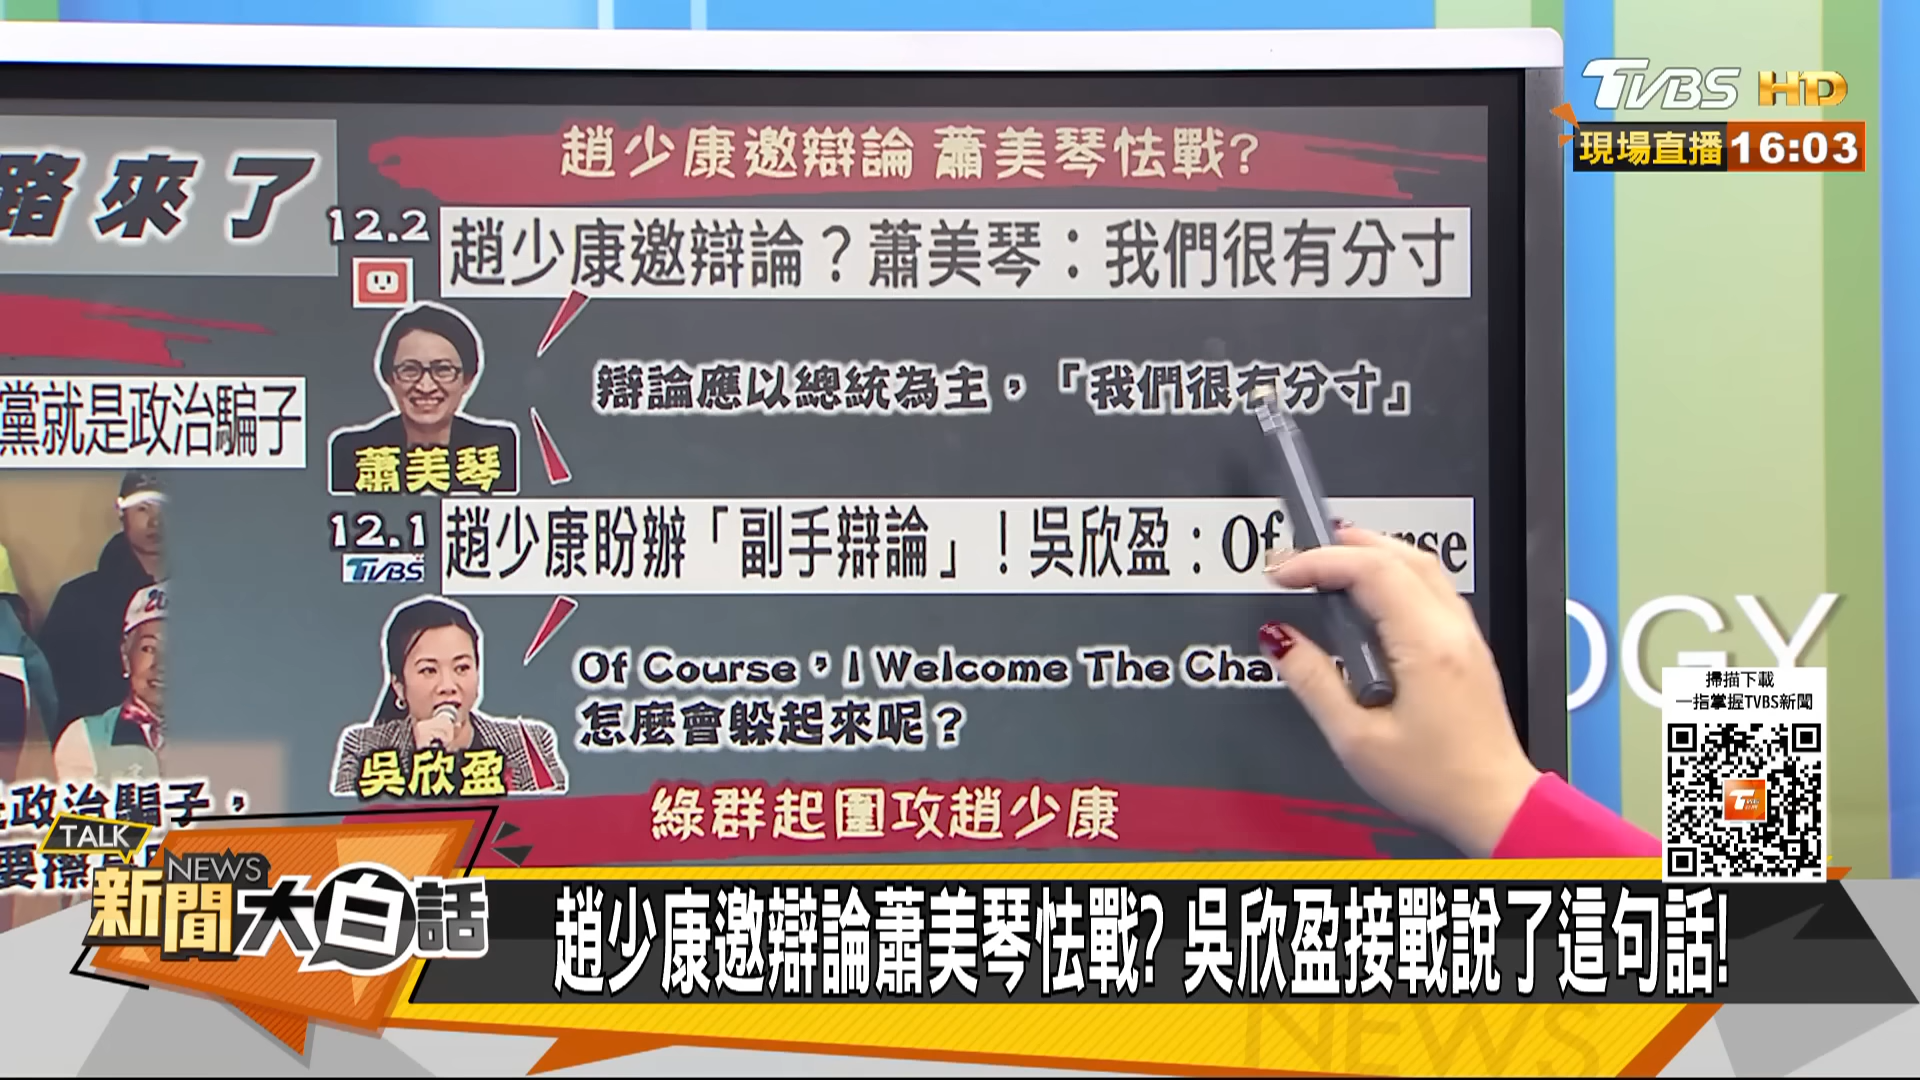 TVBS HD
現場直播 16:03
路來了
黨就是政治騙子
政治騙子，
趙少康邀辯論 蕭美琴怯戰?
12.2
趙少康邀辯論？蕭美琴：我們很有分寸
辯論應以總統為主，「我們很有分寸」
蕭美琴
12.1
TVBS
趙少康盼辦「副手辯論」！吳欣盈：Of
Of Course，I Welcome The
怎麼會躲起來呢？
吳欣盈
綠群起圍攻趙少康
OGY
掃描下載
一指掌握TVBS新聞
TALK
NEWS
新聞大白話
趙少康邀辯論蕭美琴怯戰? 吳欣盈接戰說了這句話!
NEWS